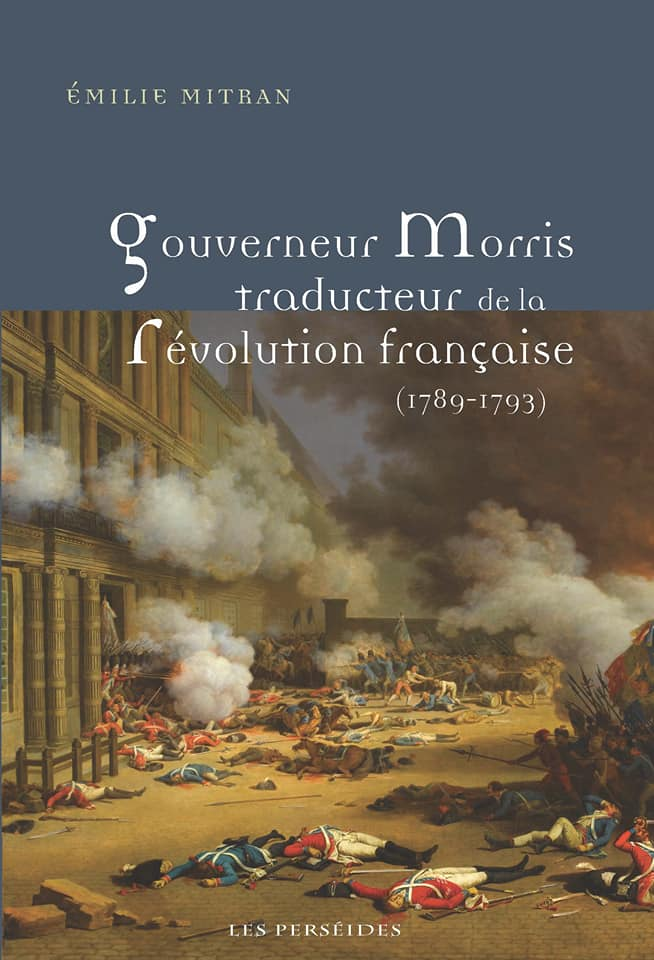 ÉMILIE MITRAN
gouverneur Morris
traducteur de la
révolution française
(1789-1793)
LES PERSÉIDES